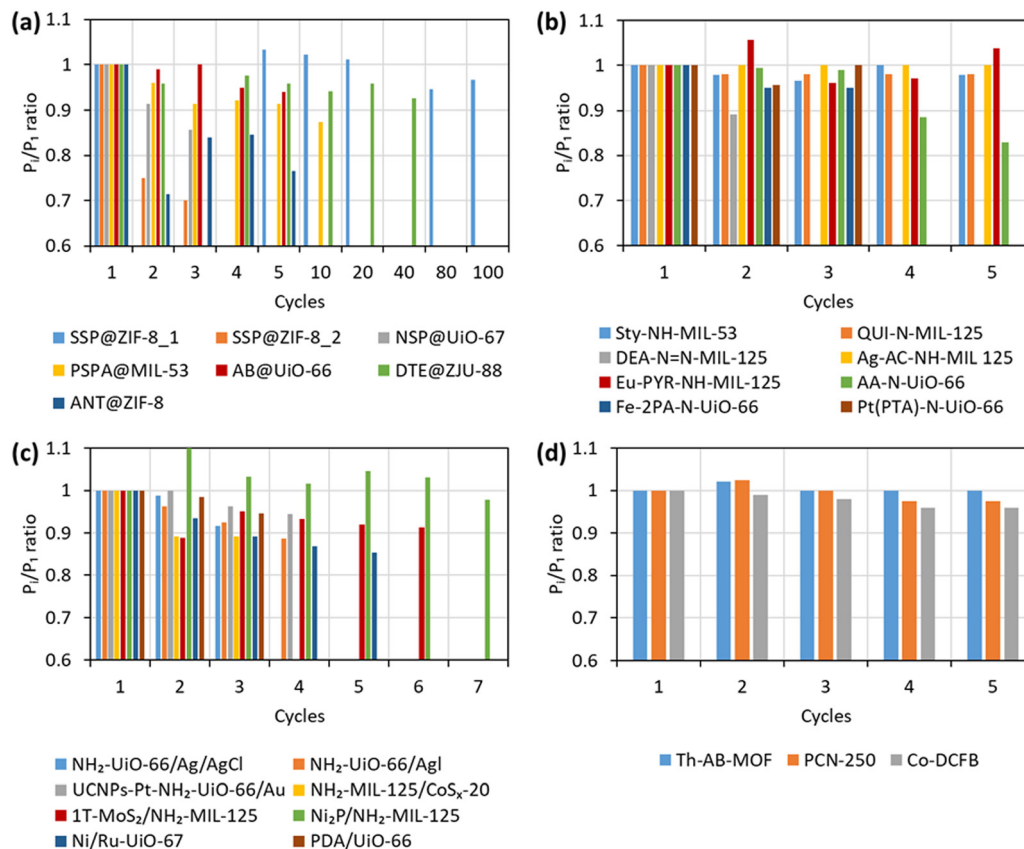 (a)
1.1
1
0.9
0.8
0.7
0.6
Pᵢ/P₁ ratio
1 2 3 4 5 10 20 40 80 100
Cycles
SSP@ZIF-8_1 SSP@ZIF-8_2 NSP@UiO-67
PSPA@MIL-53 AB@UiO-66 DTE@ZJU-88
ANT@ZIF-8
(b)
1.1
1
0.9
0.8
0.7
0.6
Pᵢ/P₁ ratio
1 2 3 4 5
Cycles
Sty-NH-MIL-53 QUI-N-MIL-125
DEA-N=N-MIL-125 Ag-AC-NH-MIL 125
Eu-PYR-NH-MIL-125 AA-N-UiO-66
Fe-2PA-N-UiO-66 Pt(PTA)-N-UiO-66
(c)
1.1
1
0.9
0.8
0.7
0.6
Pᵢ/P₁ ratio
1 2 3 4 5 6 7
Cycles
NH₂-UiO-66/Ag/AgCl NH₂-UiO-66/AgI
UCNPs-Pt-NH₂-UiO-66/Au NH₂-MIL-125/CoSₓ-20
1T-MoS₂/NH₂-MIL-125 Ni₂P/NH₂-MIL-125
Ni/Ru-UiO-67 PDA/UiO-66
(d)
1.1
1
0.9
0.8
0.7
0.6
Pᵢ/P₁ ratio
1 2 3 4 5
Cycles
Th-AB-MOF PCN-250 Co-DCFB